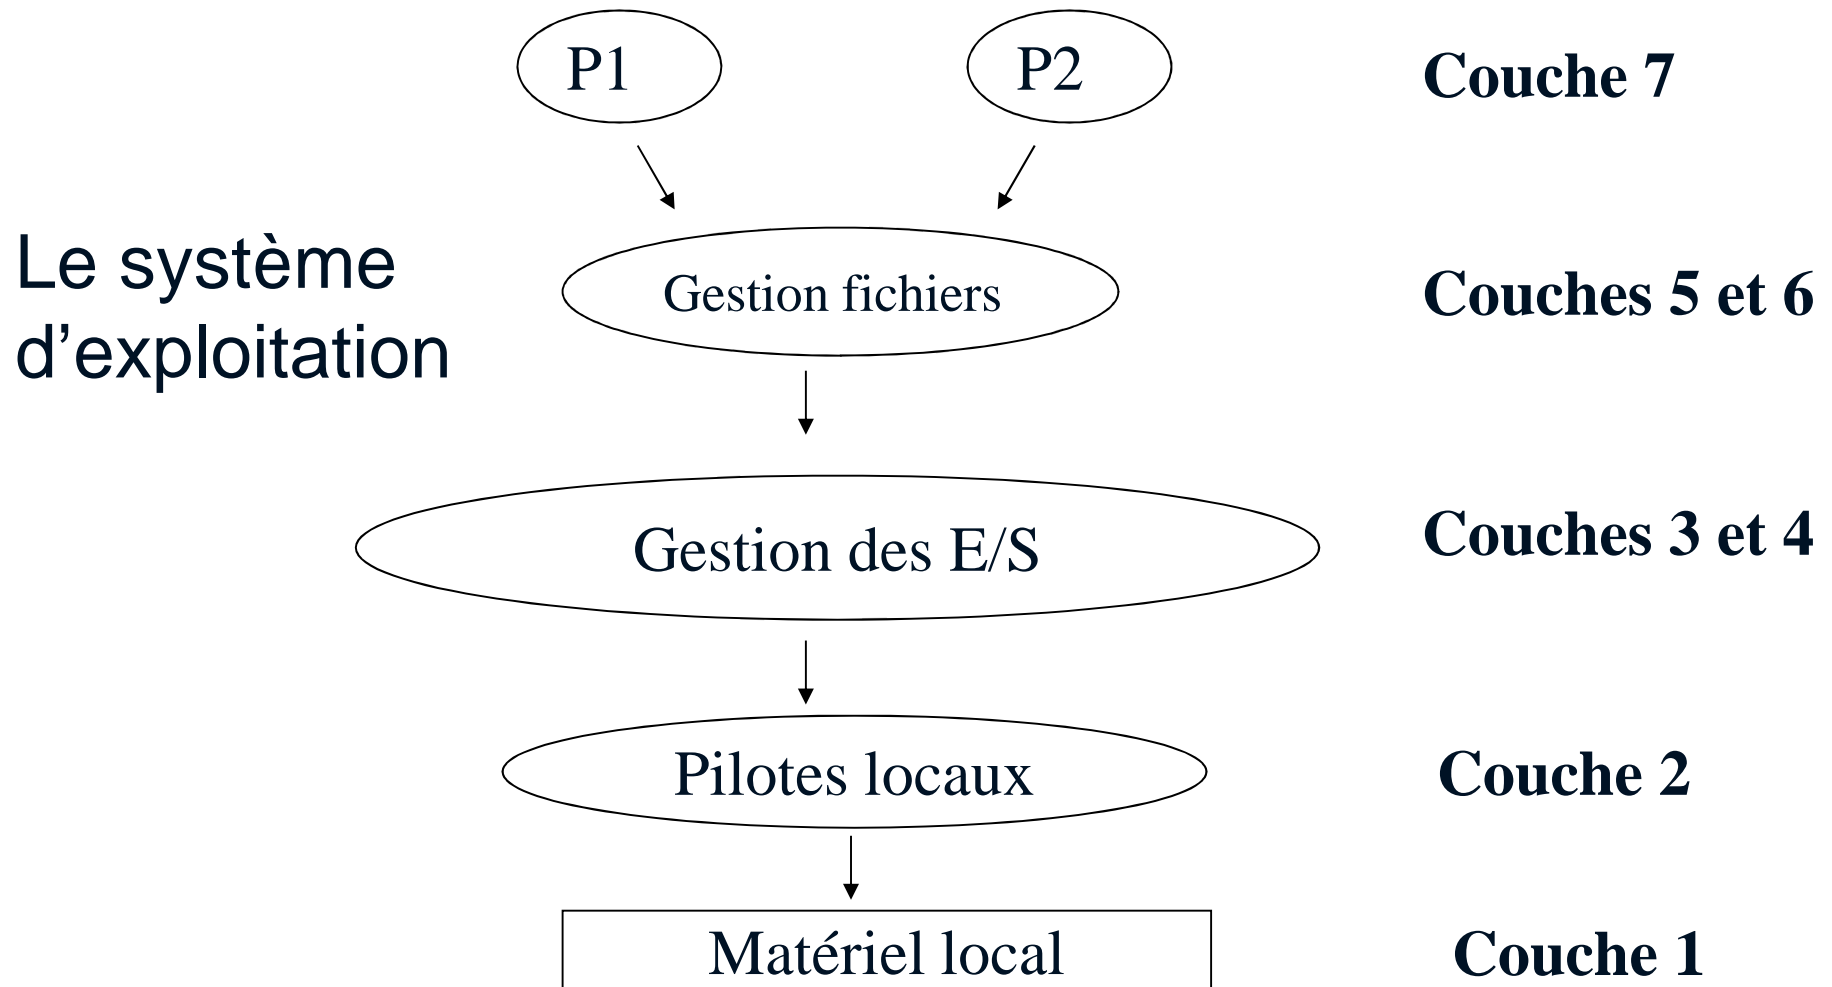 P1
P2
Couche 7
Le système
d’exploitation
Gestion fichiers
Couches 5 et 6
Gestion des E/S
Couches 3 et 4
Pilotes locaux
Couche 2
Matériel local
Couche 1